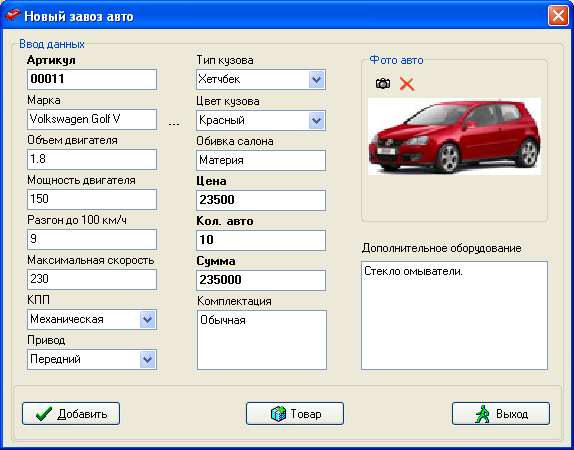 Новый завоз авто
Ввод данных
Артикул
00011
Марка
Volkswagen Golf V
...
Объем двигателя
1.8
Мощность двигателя
150
Разгон до 100 км/ч
9
Максимальная скорость
230
КПП
Механическая
Привод
Передний
Тип кузова
Хетчбек
Цвет кузова
Красный
Обивка салона
Материя
Цена
23500
Кол. авто
10
Сумма
235000
Комплектация
Обычная
Фото авто
Дополнительное оборудование
Стекло омыватели.
Добавить
Товар
Выход